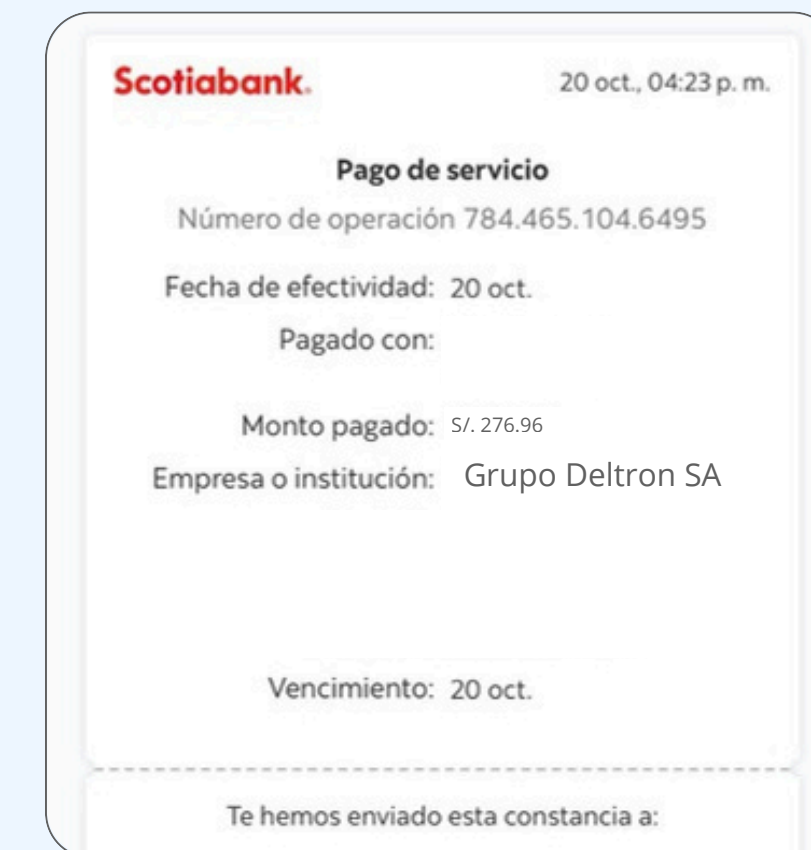 Scotiabank.
20 oct., 04:23 p. m.
Pago de servicio
Número de operación 784.465.104.6495
Fecha de efectividad: 20 oct.
Pagado con:
Monto pagado: S/. 276.96
Empresa o institución: Grupo Deltron SA
Vencimiento: 20 oct.
Te hemos enviado esta constancia a: